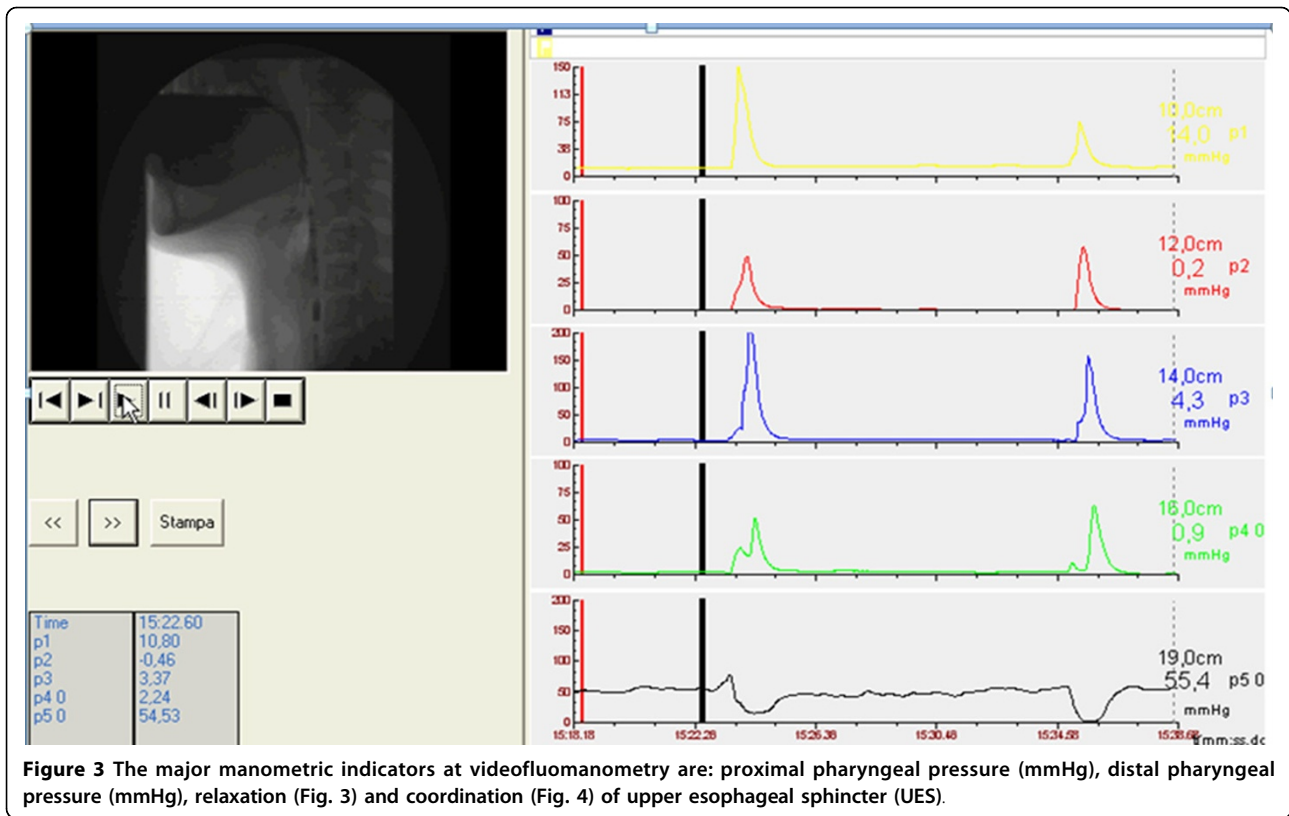 150
113
75
38
0
10,0cm
14,0 p1
mmHg
100
75
50
25
0
12,0cm
0,2 p2
mmHg
200
150
100
50
0
14,0cm
4,3 p3
mmHg
100
75
50
25
0
16,0cm
0,9 p4 0
mmHg
200
150
100
50
0
19,0cm
55,4 p5 0
mmHg
15:18.18 15:22.28 15:26.38 15:30.48 15:34.58
<< >> Stampa
Time 15:22.60
p1 10,80
p2 -0,46
p3 3,37
p4 0 2,24
p5 0 54,53
Figure 3 The major manometric indicators at videofluomanometry are: proximal pharyngeal pressure (mmHg), distal pharyngeal
pressure (mmHg), relaxation (Fig. 3) and coordination (Fig. 4) of upper esophageal sphincter (UES).